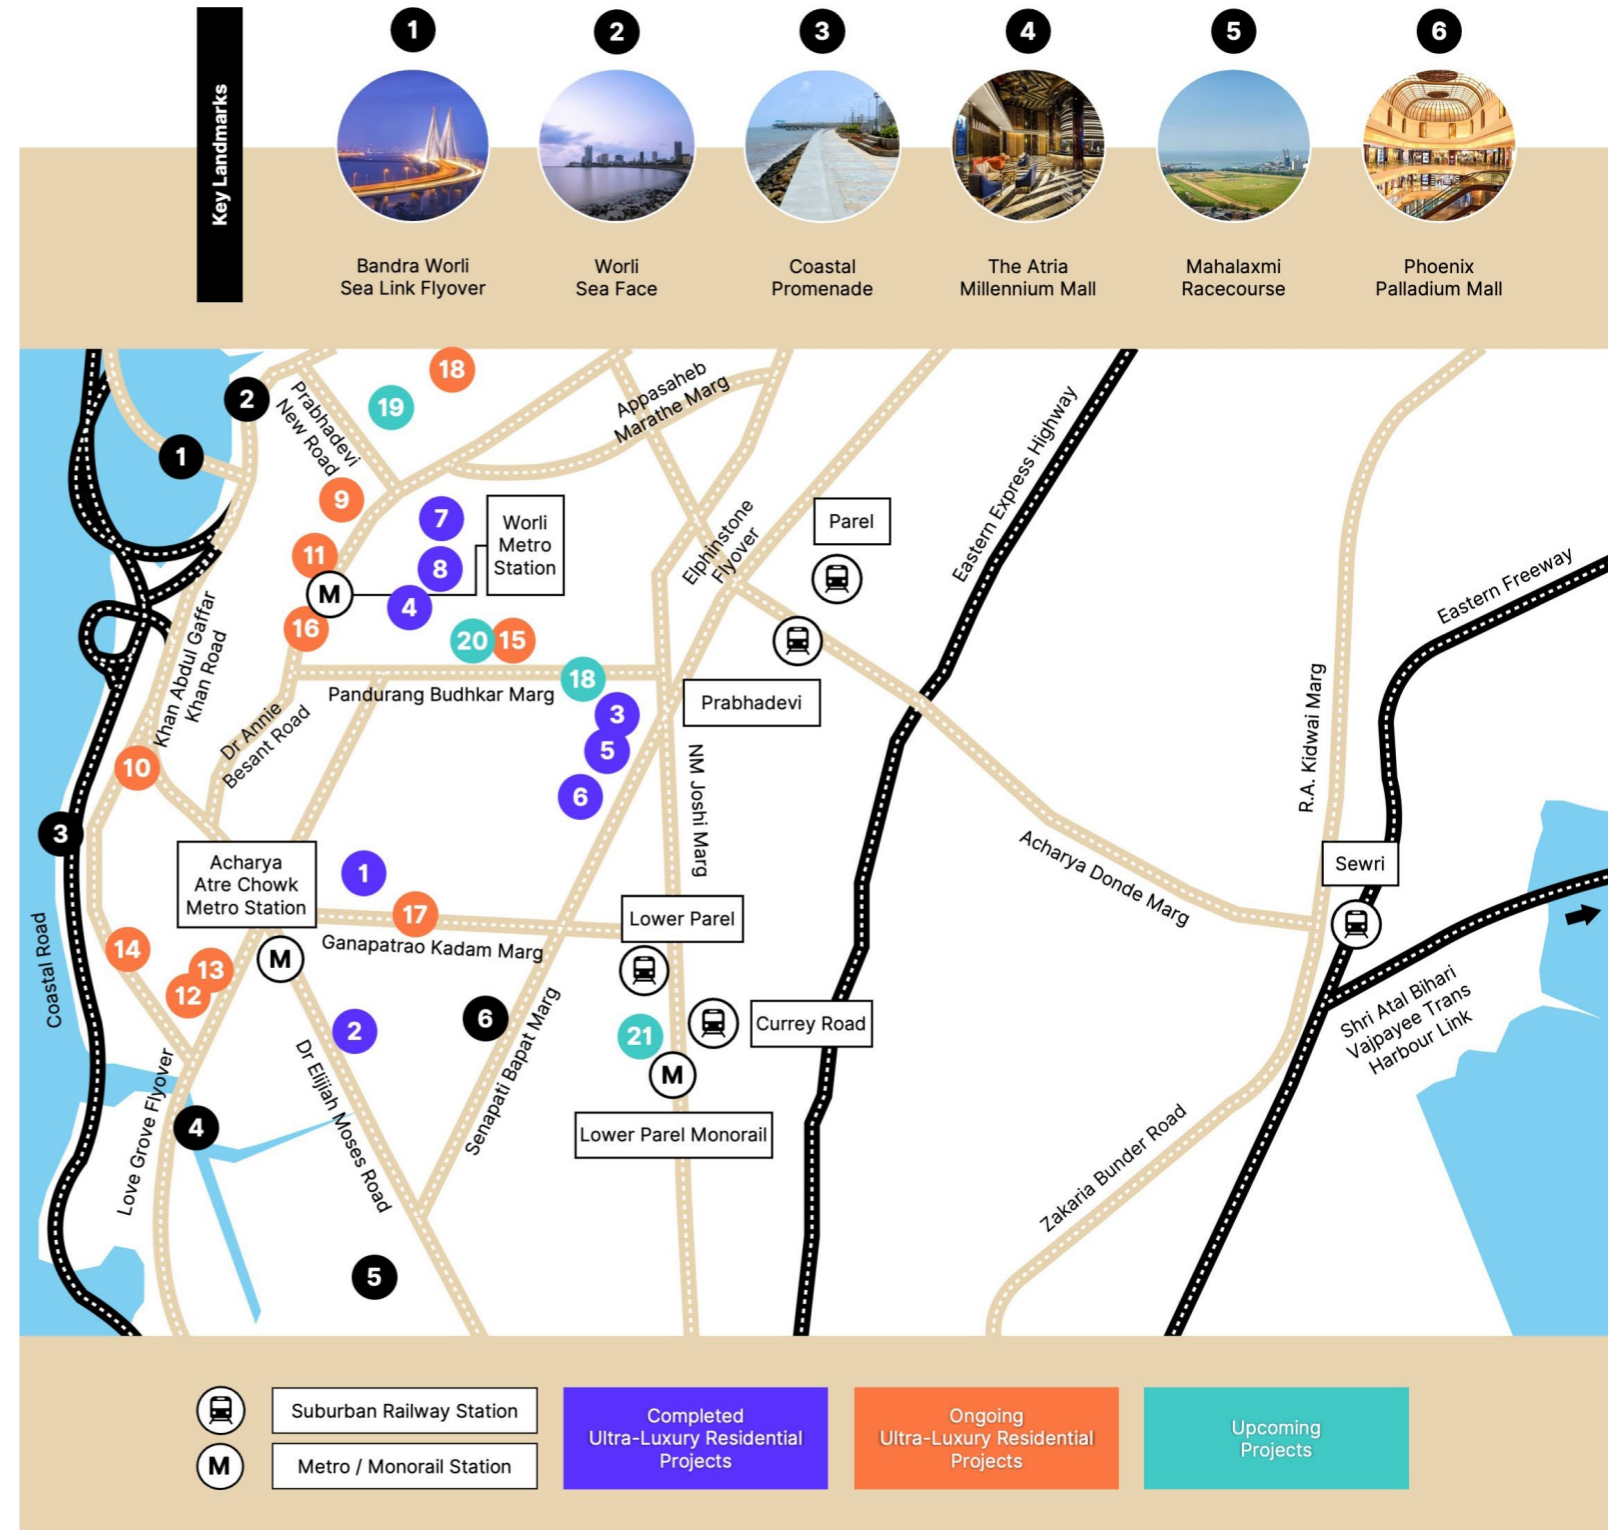 Key Landmarks
1
2
3
4
5
6
Bandra Worli
Sea Link Flyover
Worli
Sea Face
Coastal
Promenade
The Atria
Millennium Mall
Mahalaxmi
Racecourse
Phoenix
Palladium Mall
18
19
2
1
Prabhadevi
New Road
Appasaheb
Marathe Marg
9
7
Worli
Metro
Station
8
11
M
4
16
20
15
Elphinstone
Flyover
Parel
Eastern Express Highway
Eastern Freeway
Khan Abdul Gaffar
Khan Road
Pandurang Budhkar Marg
18
Prabhadevi
3
5
6
Dr Annie
Besant Road
10
3
NM Joshi Marg
R.A. Kidwai Marg
Acharya
Atre Chowk
Metro Station
1
17
Ganapatrao Kadam Marg
Lower Parel
Acharya Donde Marg
Sewri
Coastal Road
14
13
12
M
2
6
21
M
Currey Road
Lower Parel Monorail
Senapati Bapat Marg
Dr Elijiah Moses Road
Love Grove Flyover
4
5
Shri Atal Bihari
Vajpayee Trans
Harbour Link
Zakaria Bunder Road
Suburban Railway Station
M
Metro / Monorail Station
Completed
Ultra-Luxury Residential
Projects
Ongoing
Ultra-Luxury Residential
Projects
Upcoming
Projects